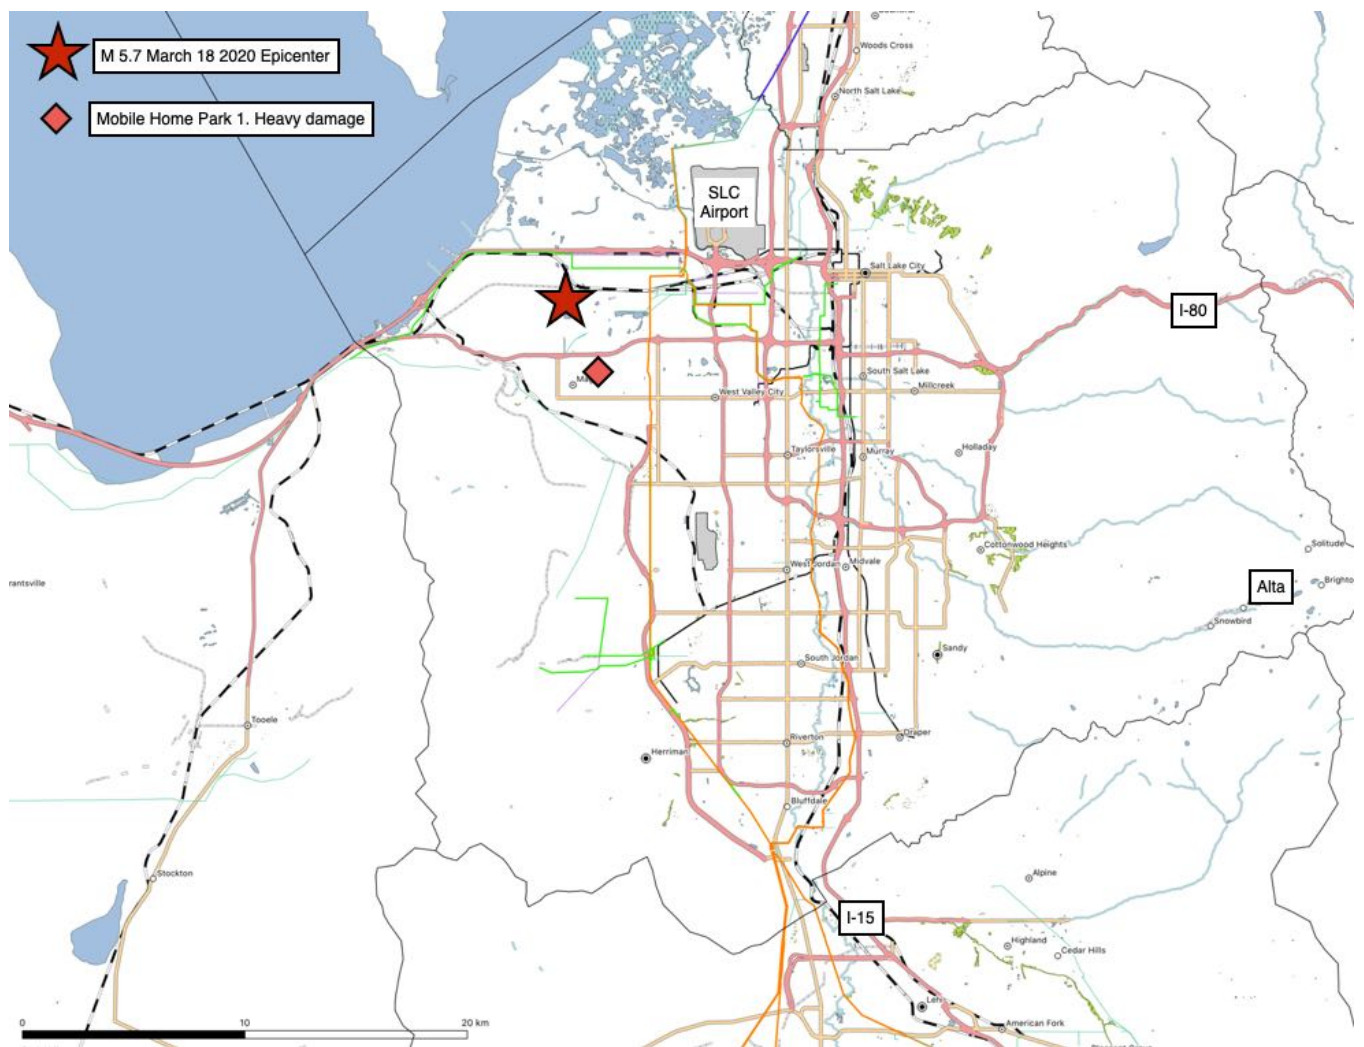 M 5.7 March 18 2020 Epicenter
Mobile Home Park 1. Heavy damage
Woods Cross
North Salt Lake
SLC
Airport
Salt Lake City
I-80
South Salt Lake
Millcreek
West Valley City
Holladay
Taylorsville
Murray
Cottonwood Heights
Solitude
West Jordan
Midvale
rantsville
Alta
Brighto
Snowbird
Sandy
South Jordan
Tooele
Draper
Riverton
Herriman
Bluffdale
Stockton
Alpine
I-15
Highland
Cedar Hills
Lehi
American Fork
0
10
20 km